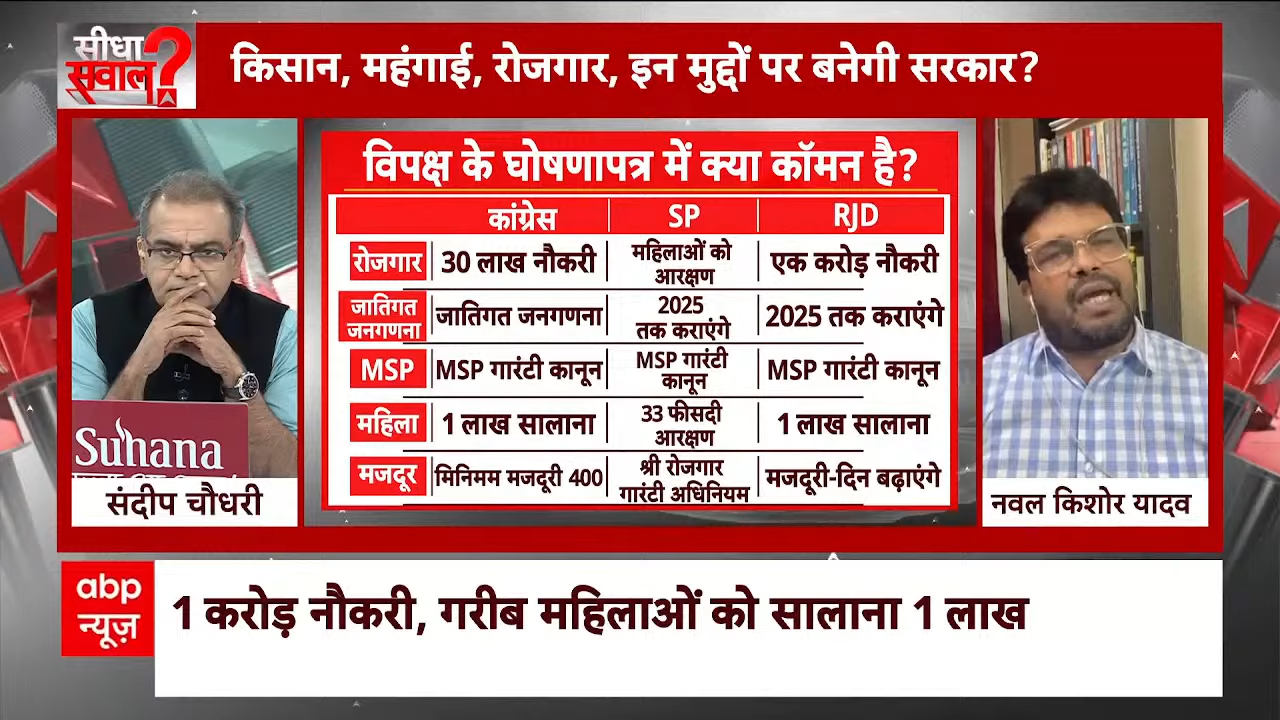 सीधा सवाल?
किसान, महंगाई, रोजगार, इन मुद्दों पर बनेगी सरकार?
विपक्ष के घोषणापत्र में क्या कॉमन है?
कांग्रेस SP RJD
रोजगार 30 लाख नौकरी महिलाओं को आरक्षण एक करोड़ नौकरी
जातिगत जनगणना जातिगत जनगणना 2025 तक कराएंगे 2025 तक कराएंगे
MSP MSP गारंटी कानून MSP गारंटी कानून MSP गारंटी कानून
महिला 1 लाख सालाना 33 फीसदी आरक्षण 1 लाख सालाना
मजदूर मिनिमम मजदूरी 400 श्री रोजगार गारंटी अधिनियम मजदूरी-दिन बढ़ाएंगे
Suhana
संदीप चौधरी
नवल किशोर यादव
abp न्यूज़
1 करोड़ नौकरी, गरीब महिलाओं को सालाना 1 लाख